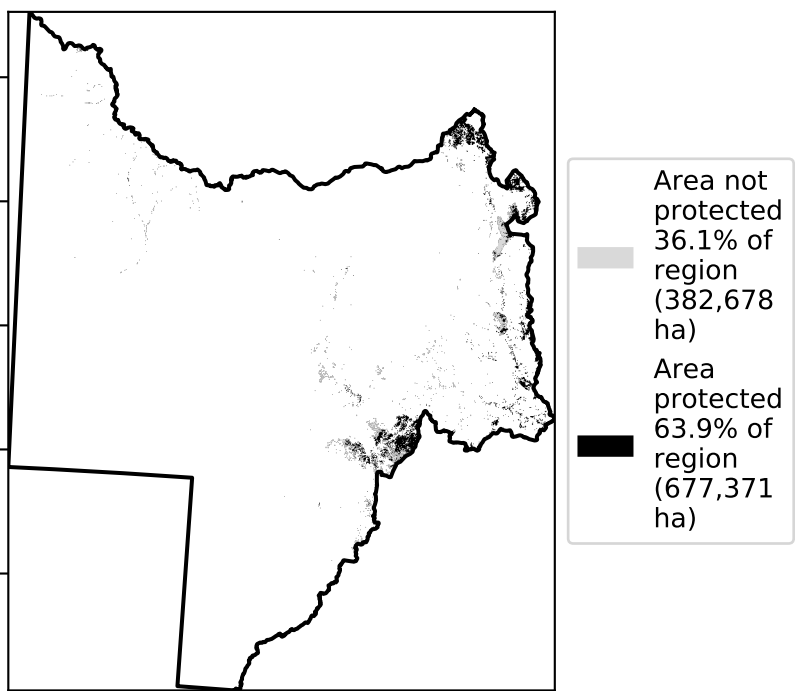 Area not
protected
36.1% of
region
(382,678
ha)
Area
protected
63.9% of
region
(677,371
ha)